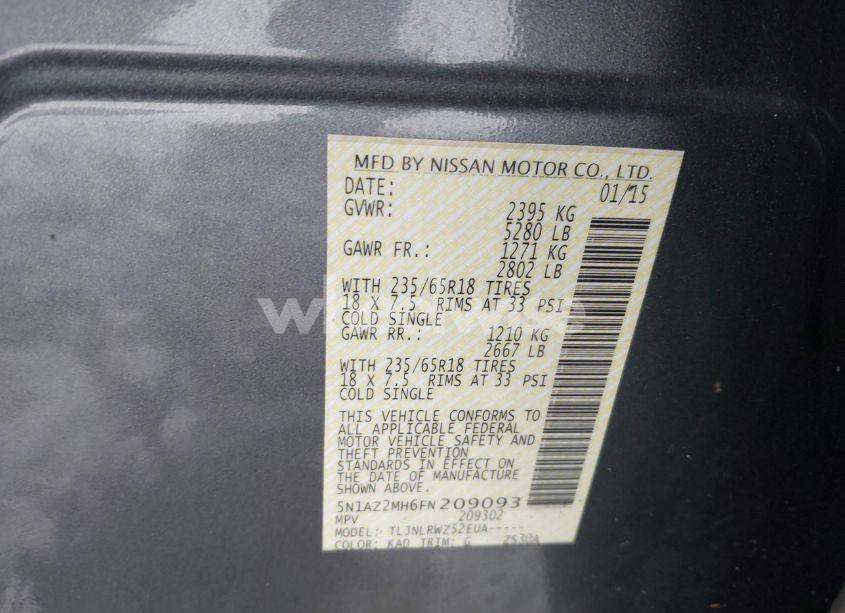 MFD BY NISSAN MOTOR CO., LTD.
DATE: 01/15
GVWR: 2395 KG
5280 LB
GAWR FR.: 1271 KG
2802 LB
WITH 235/65R18 TIRES
18 X 7.5 RIMS AT 33 PSI
COLD SINGLE
GAWR RR.: 1210 KG
2667 LB
WITH 235/65R18 TIRES
18 X 7.5 RIMS AT 33 PSI
COLD SINGLE
THIS VEHICLE CONFORMS TO
ALL APPLICABLE FEDERAL
MOTOR VEHICLE SAFETY AND
THEFT PREVENTION
STANDARDS IN EFFECT ON
THE DATE OF MANUFACTURE
SHOWN ABOVE.
5N1AZ2MH6FN209093
MPV 209302
MODEL: TLJNLRWZ52EUA-----
COLOR: KAD TRIM: G Z530A